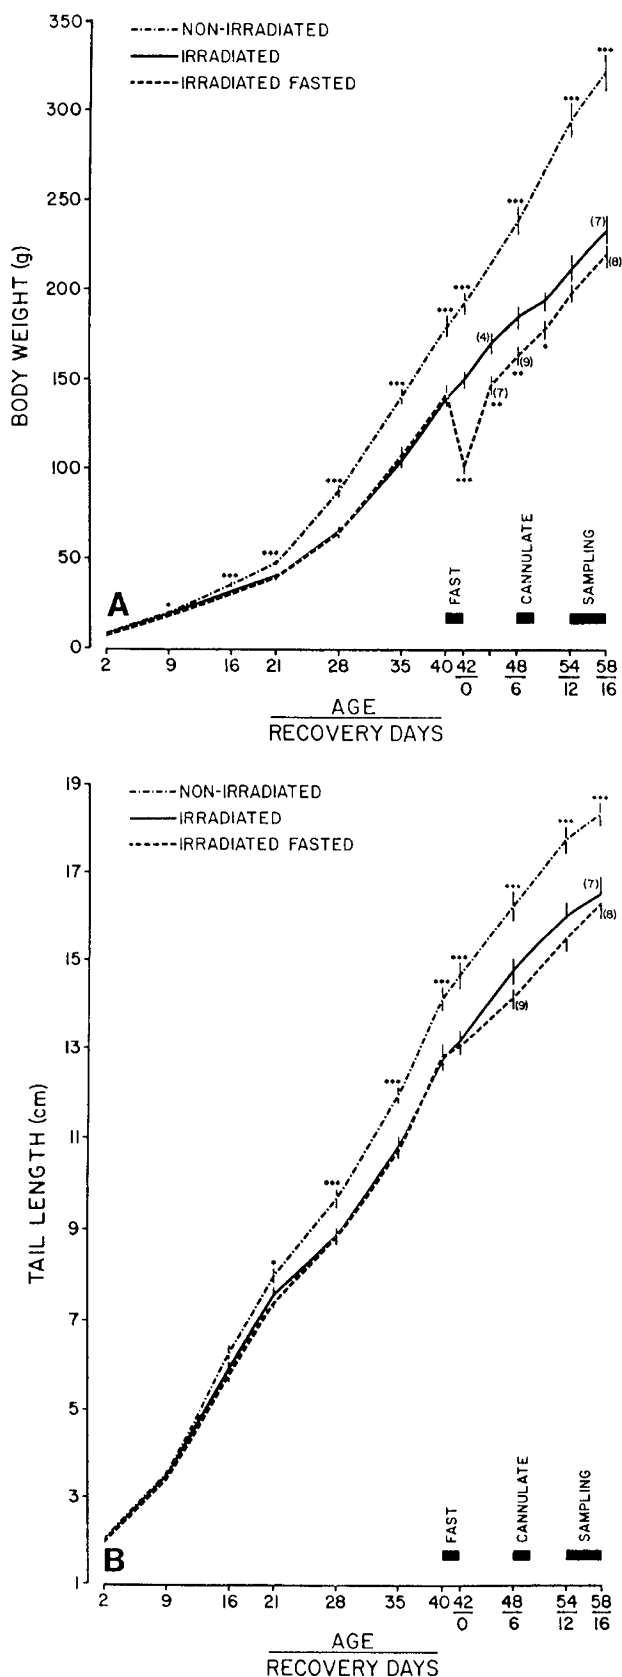 350
300
250
200
150
100
50
0
BODY WEIGHT (g)
NON-IRRADIATED
IRRADIATED
IRRADIATED FASTED
***
***
***
***
***
***
***
***
***
*
(7)
(8)
(4)
(9)
**
(7)
**
*
***
A
FAST
CANNULATE
SAMPLING
2 9 16 21 28 35 40 42 48 54 58
0 6 12 16
AGE
RECOVERY DAYS
19
17
15
13
11
9
7
5
3
1
TAIL LENGTH (cm)
NON-IRRADIATED
IRRADIATED
IRRADIATED FASTED
***
***
***
***
***
***
***
*
(7)
(8)
(9)
B
FAST
CANNULATE
SAMPLING
2 9 16 21 28 35 40 42 48 54 58
0 6 12 16
AGE
RECOVERY DAYS